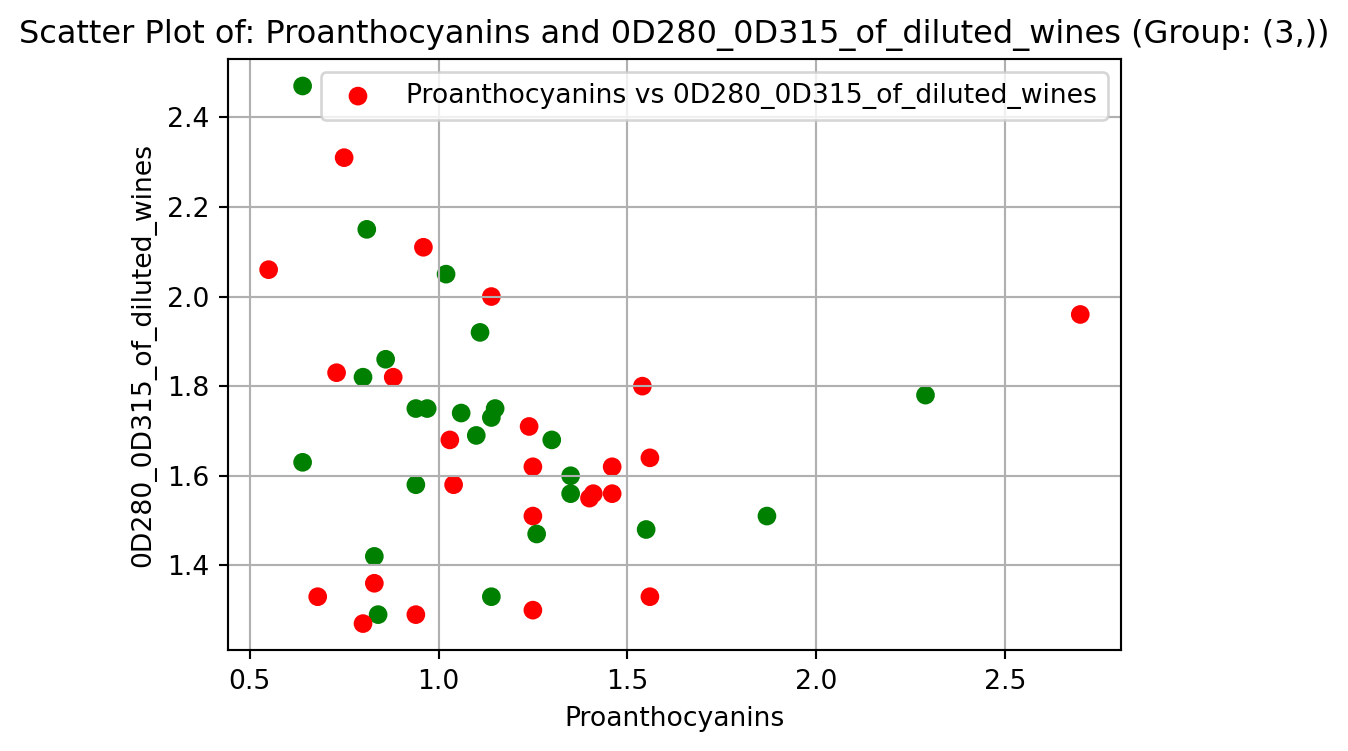 Scatter Plot of: Proanthocyanins and 0D280_0D315_of_diluted_wines (Group: (3,))
Proanthocyanins vs 0D280_0D315_of_diluted_wines
0D280_0D315_of_diluted_wines
2.4
2.2
2.0
1.8
1.6
1.4
0.5 1.0 1.5 2.0 2.5
Proanthocyanins